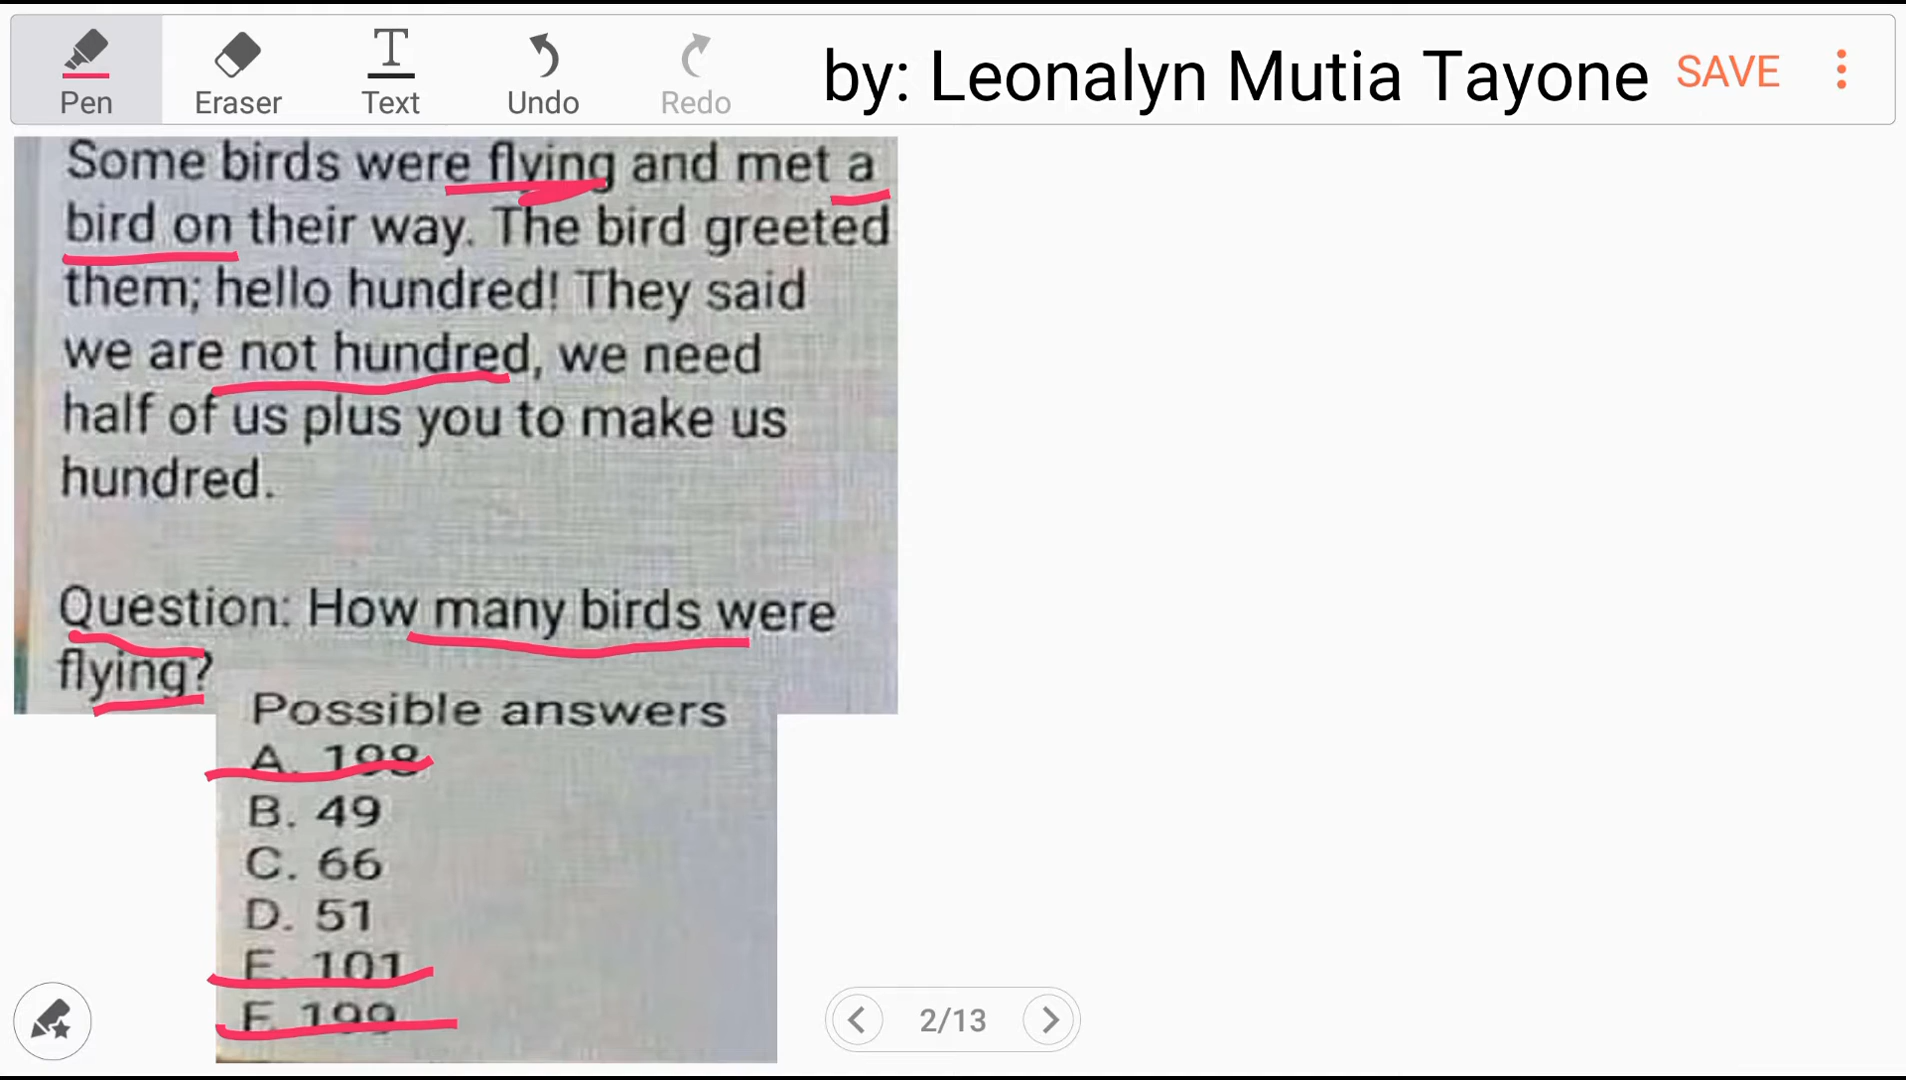 Pen
Eraser
Text
Undo
Redo
by: Leonalyn Mutia Tayone
SAVE
Some birds were flying and met a
bird on their way. The bird greeted
them; hello hundred! They said
we are not hundred, we need
half of us plus you to make us
hundred.
Question: How many birds were
flying?
Possible answers
A. 198
B. 49
C. 66
D. 51
E. 101
F. 199
2/13